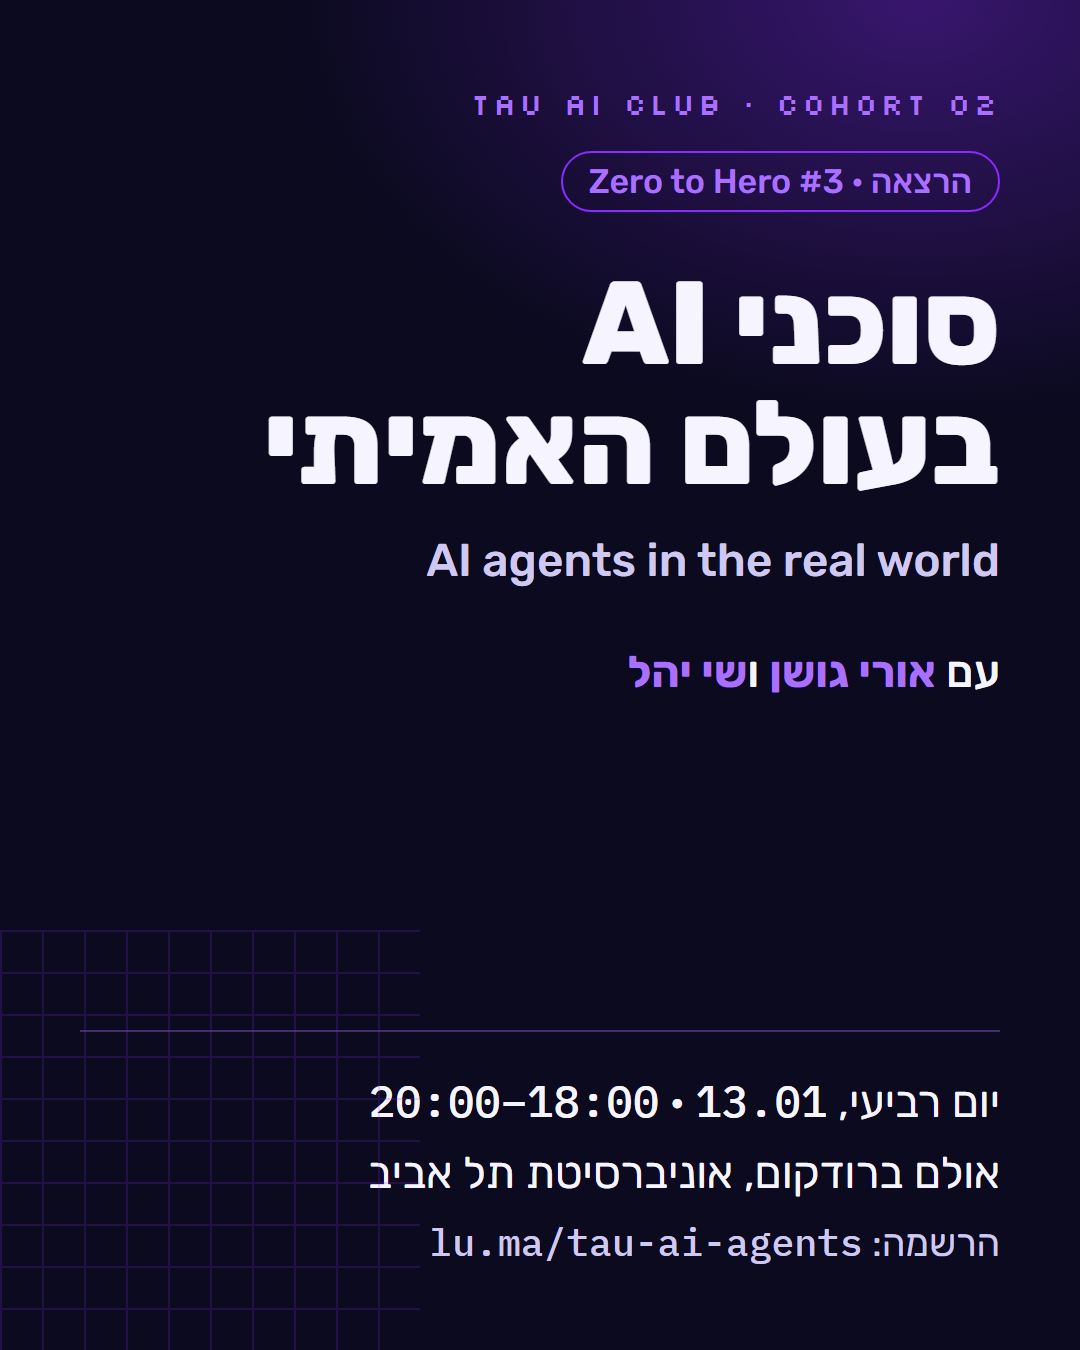 TAU AI CLUB · COHORT 02
הרצאה • Zero to Hero #3
סוכני AI
בעולם האמיתי
AI agents in the real world
עם אורי גושן ושי יהל
יום רביעי, 13.01 • 18:00–20:00
אולם ברודקום, אוניברסיטת תל אביב
הרשמה: lu.ma/tau-ai-agents